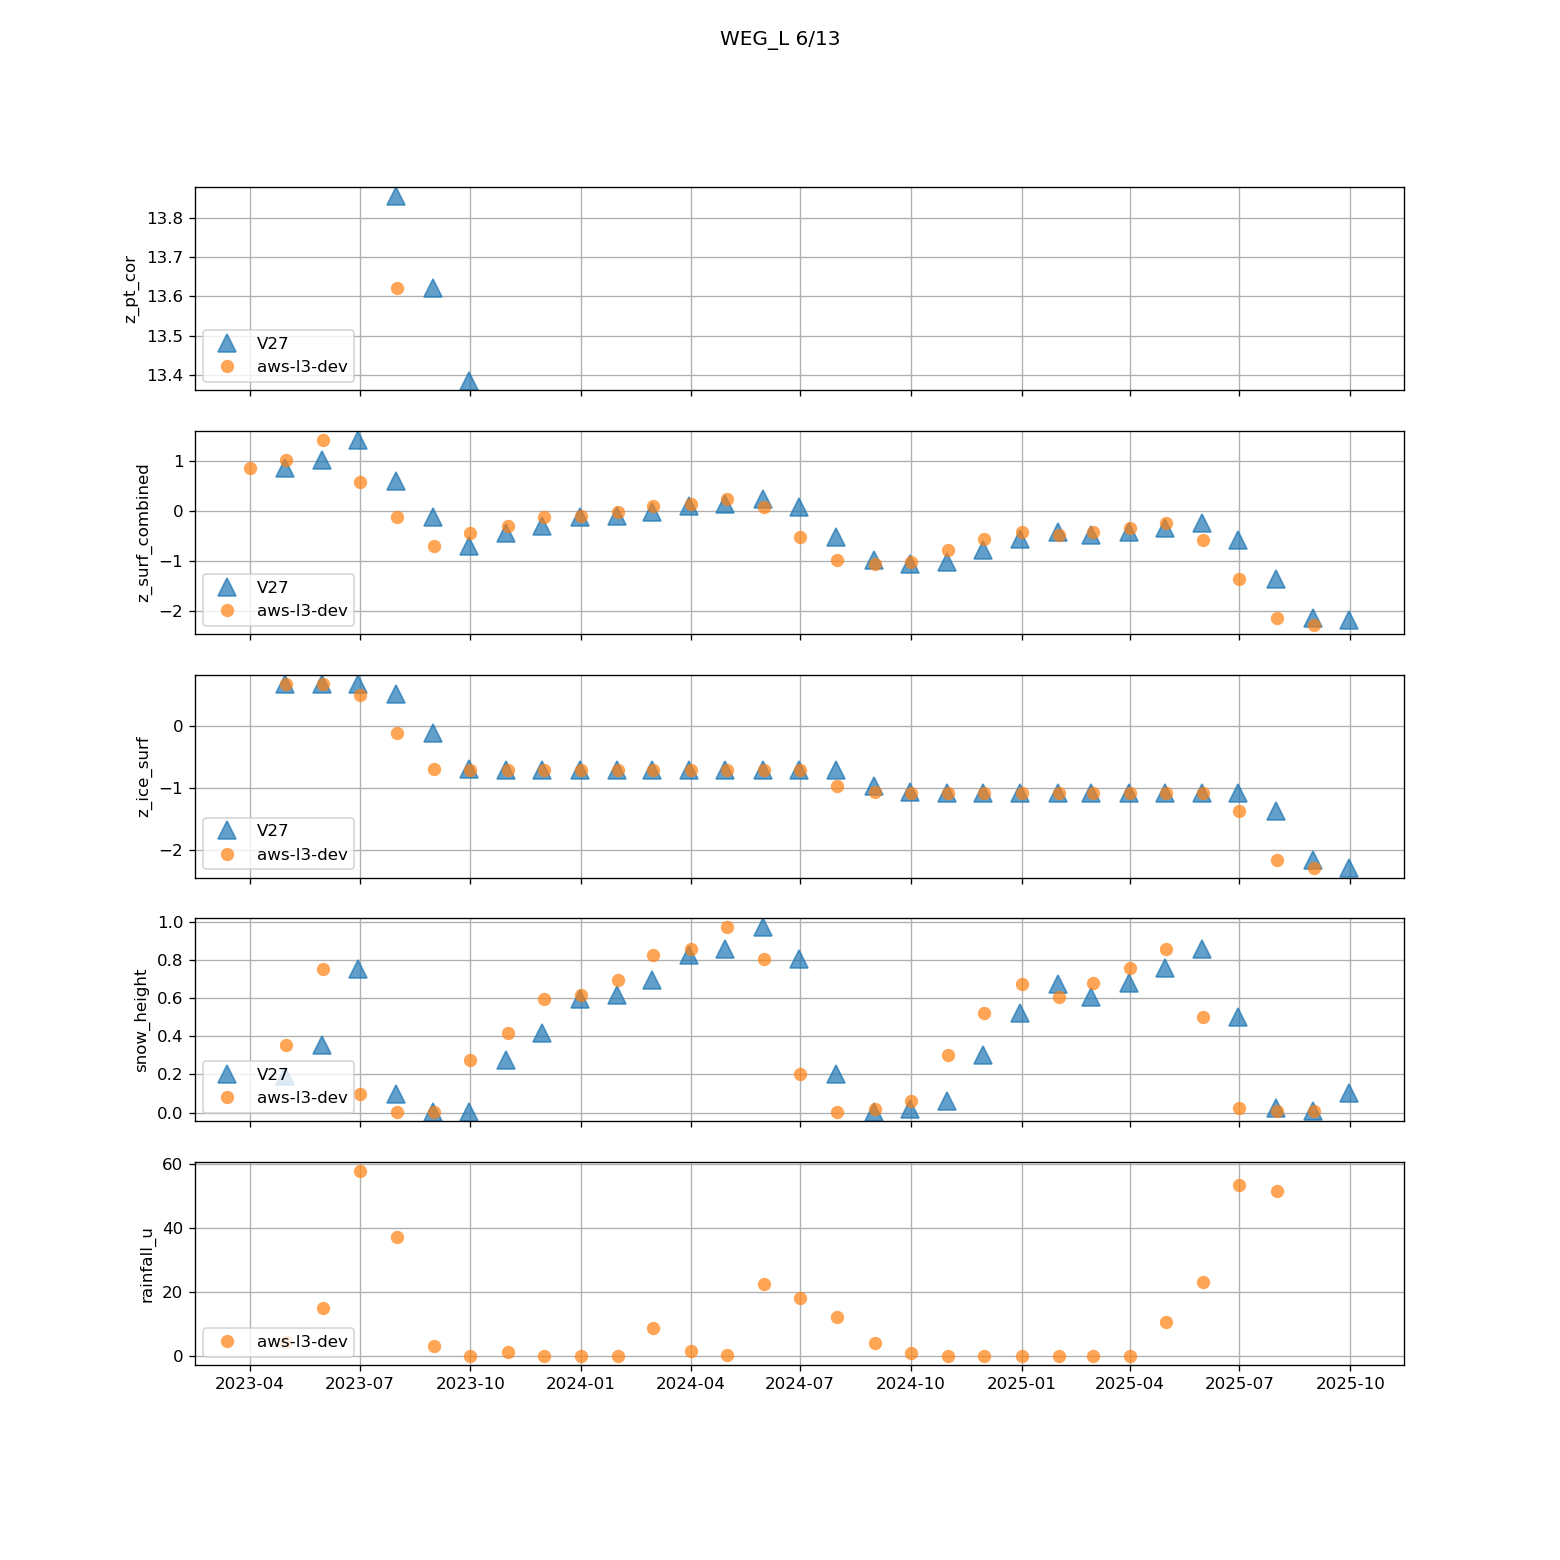 WEG_L 6/13
13.8
13.7
13.6
13.5
13.4
z_pt_cor
V27
aws-l3-dev
1
0
−1
−2
z_surf_combined
V27
aws-l3-dev
0
−1
−2
z_ice_surf
V27
aws-l3-dev
1.0
0.8
0.6
0.4
0.2
0.0
snow_height
V27
aws-l3-dev
60
40
20
0
rainfall_u
aws-l3-dev
2023-04 2023-07 2023-10 2024-01 2024-04 2024-07 2024-10 2025-01 2025-04 2025-07 2025-10